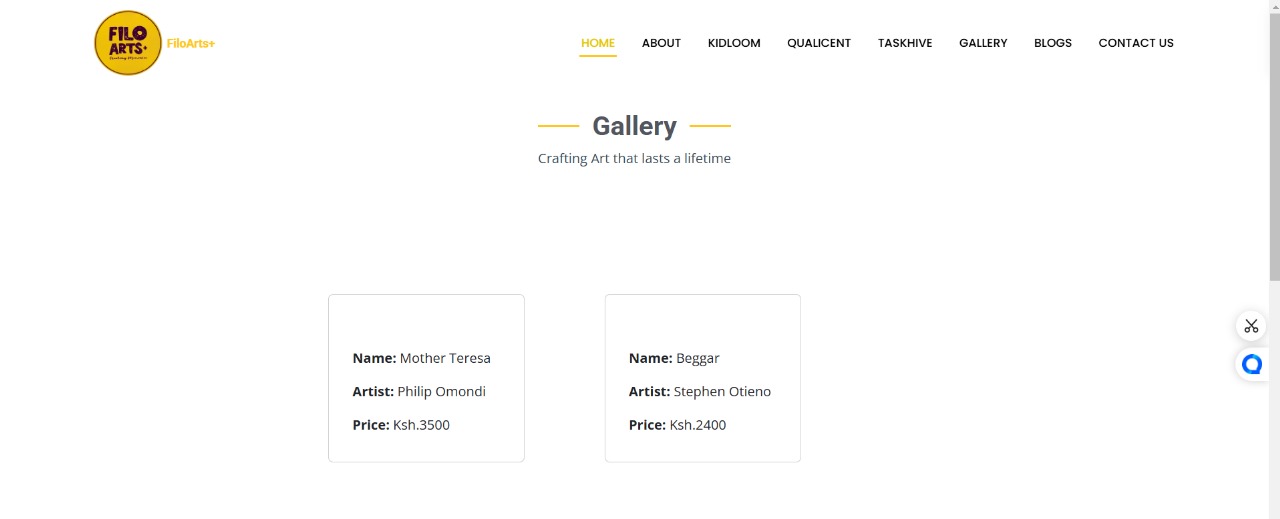 FILO
ARTS+
FiloArts+
HOME ABOUT KIDLOOM QUALICENT TASKHIVE GALLERY BLOGS CONTACT US
Gallery
Crafting Art that lasts a lifetime
Name: Mother Teresa
Artist: Philip Omondi
Price: Ksh.3500
Name: Beggar
Artist: Stephen Otieno
Price: Ksh.2400